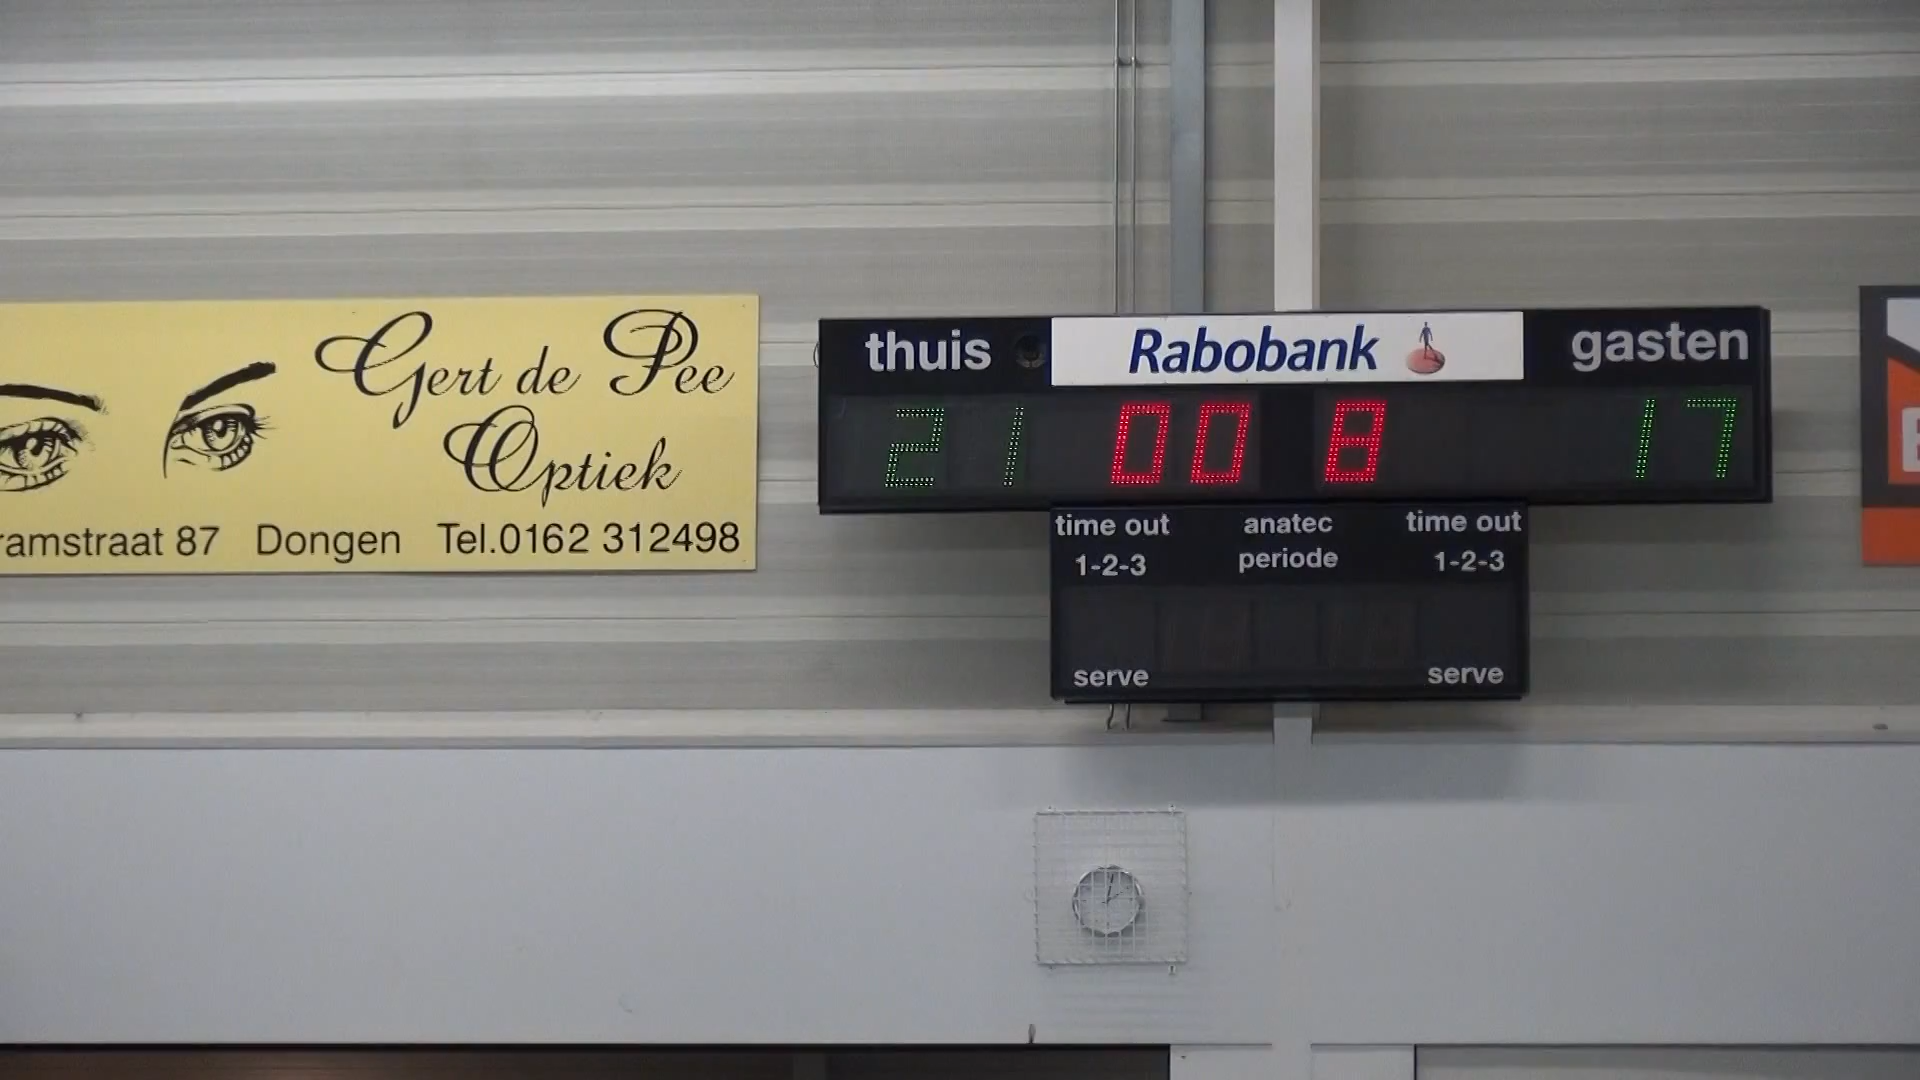 Gert de Pee
Optiek
ramstraat 87 Dongen Tel.0162 312498
thuis Rabobank gasten
21 00 8 17
time out anatec time out
1-2-3 periode 1-2-3
serve serve